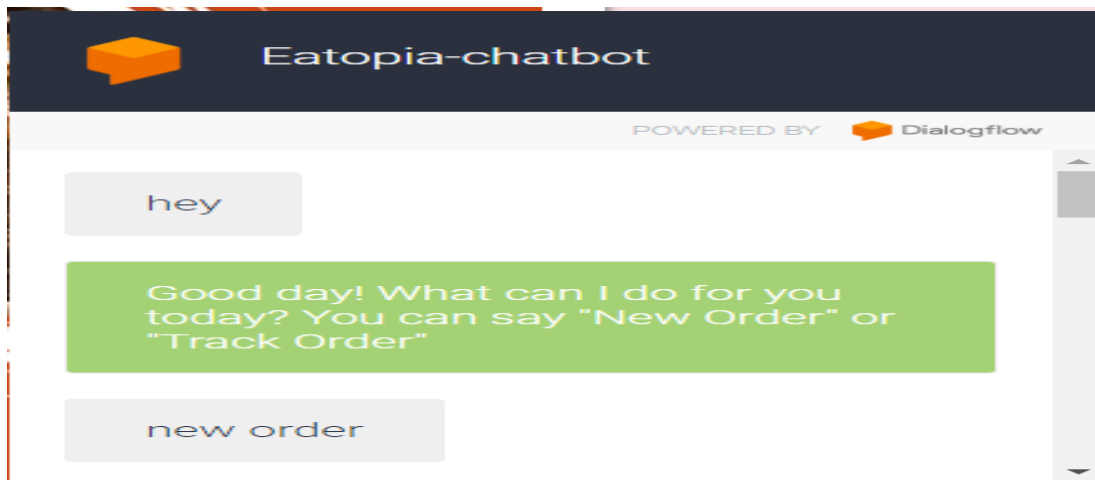 Eatopia-chatbot
POWERED BY Dialogflow
hey
Good day! What can I do for you
today? You can say "New Order" or
"Track Order"
new order